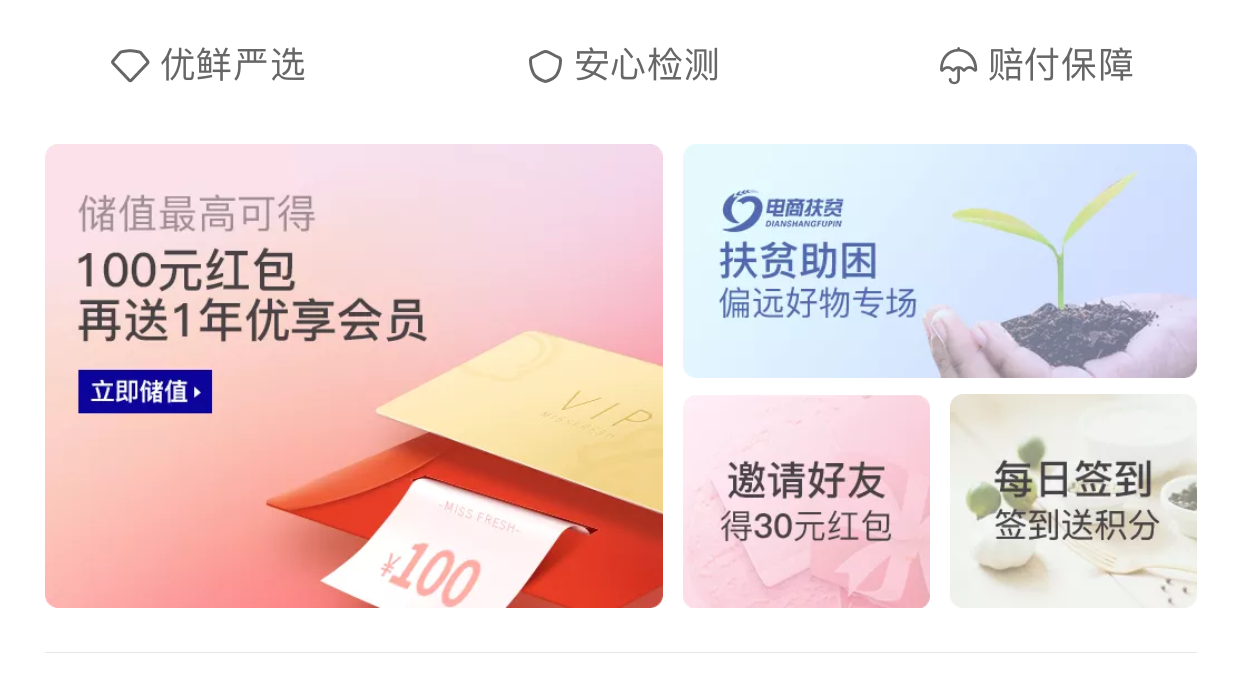 优鲜严选
安心检测
赔付保障
储值最高可得
100元红包
再送1年优享会员
立即储值
VIP
MISSFRESH
-MISS FRESH-
¥100
电商扶贫
DIANSHANGFUPIN
扶贫助困
偏远好物专场
邀请好友
得30元红包
每日签到
签到送积分